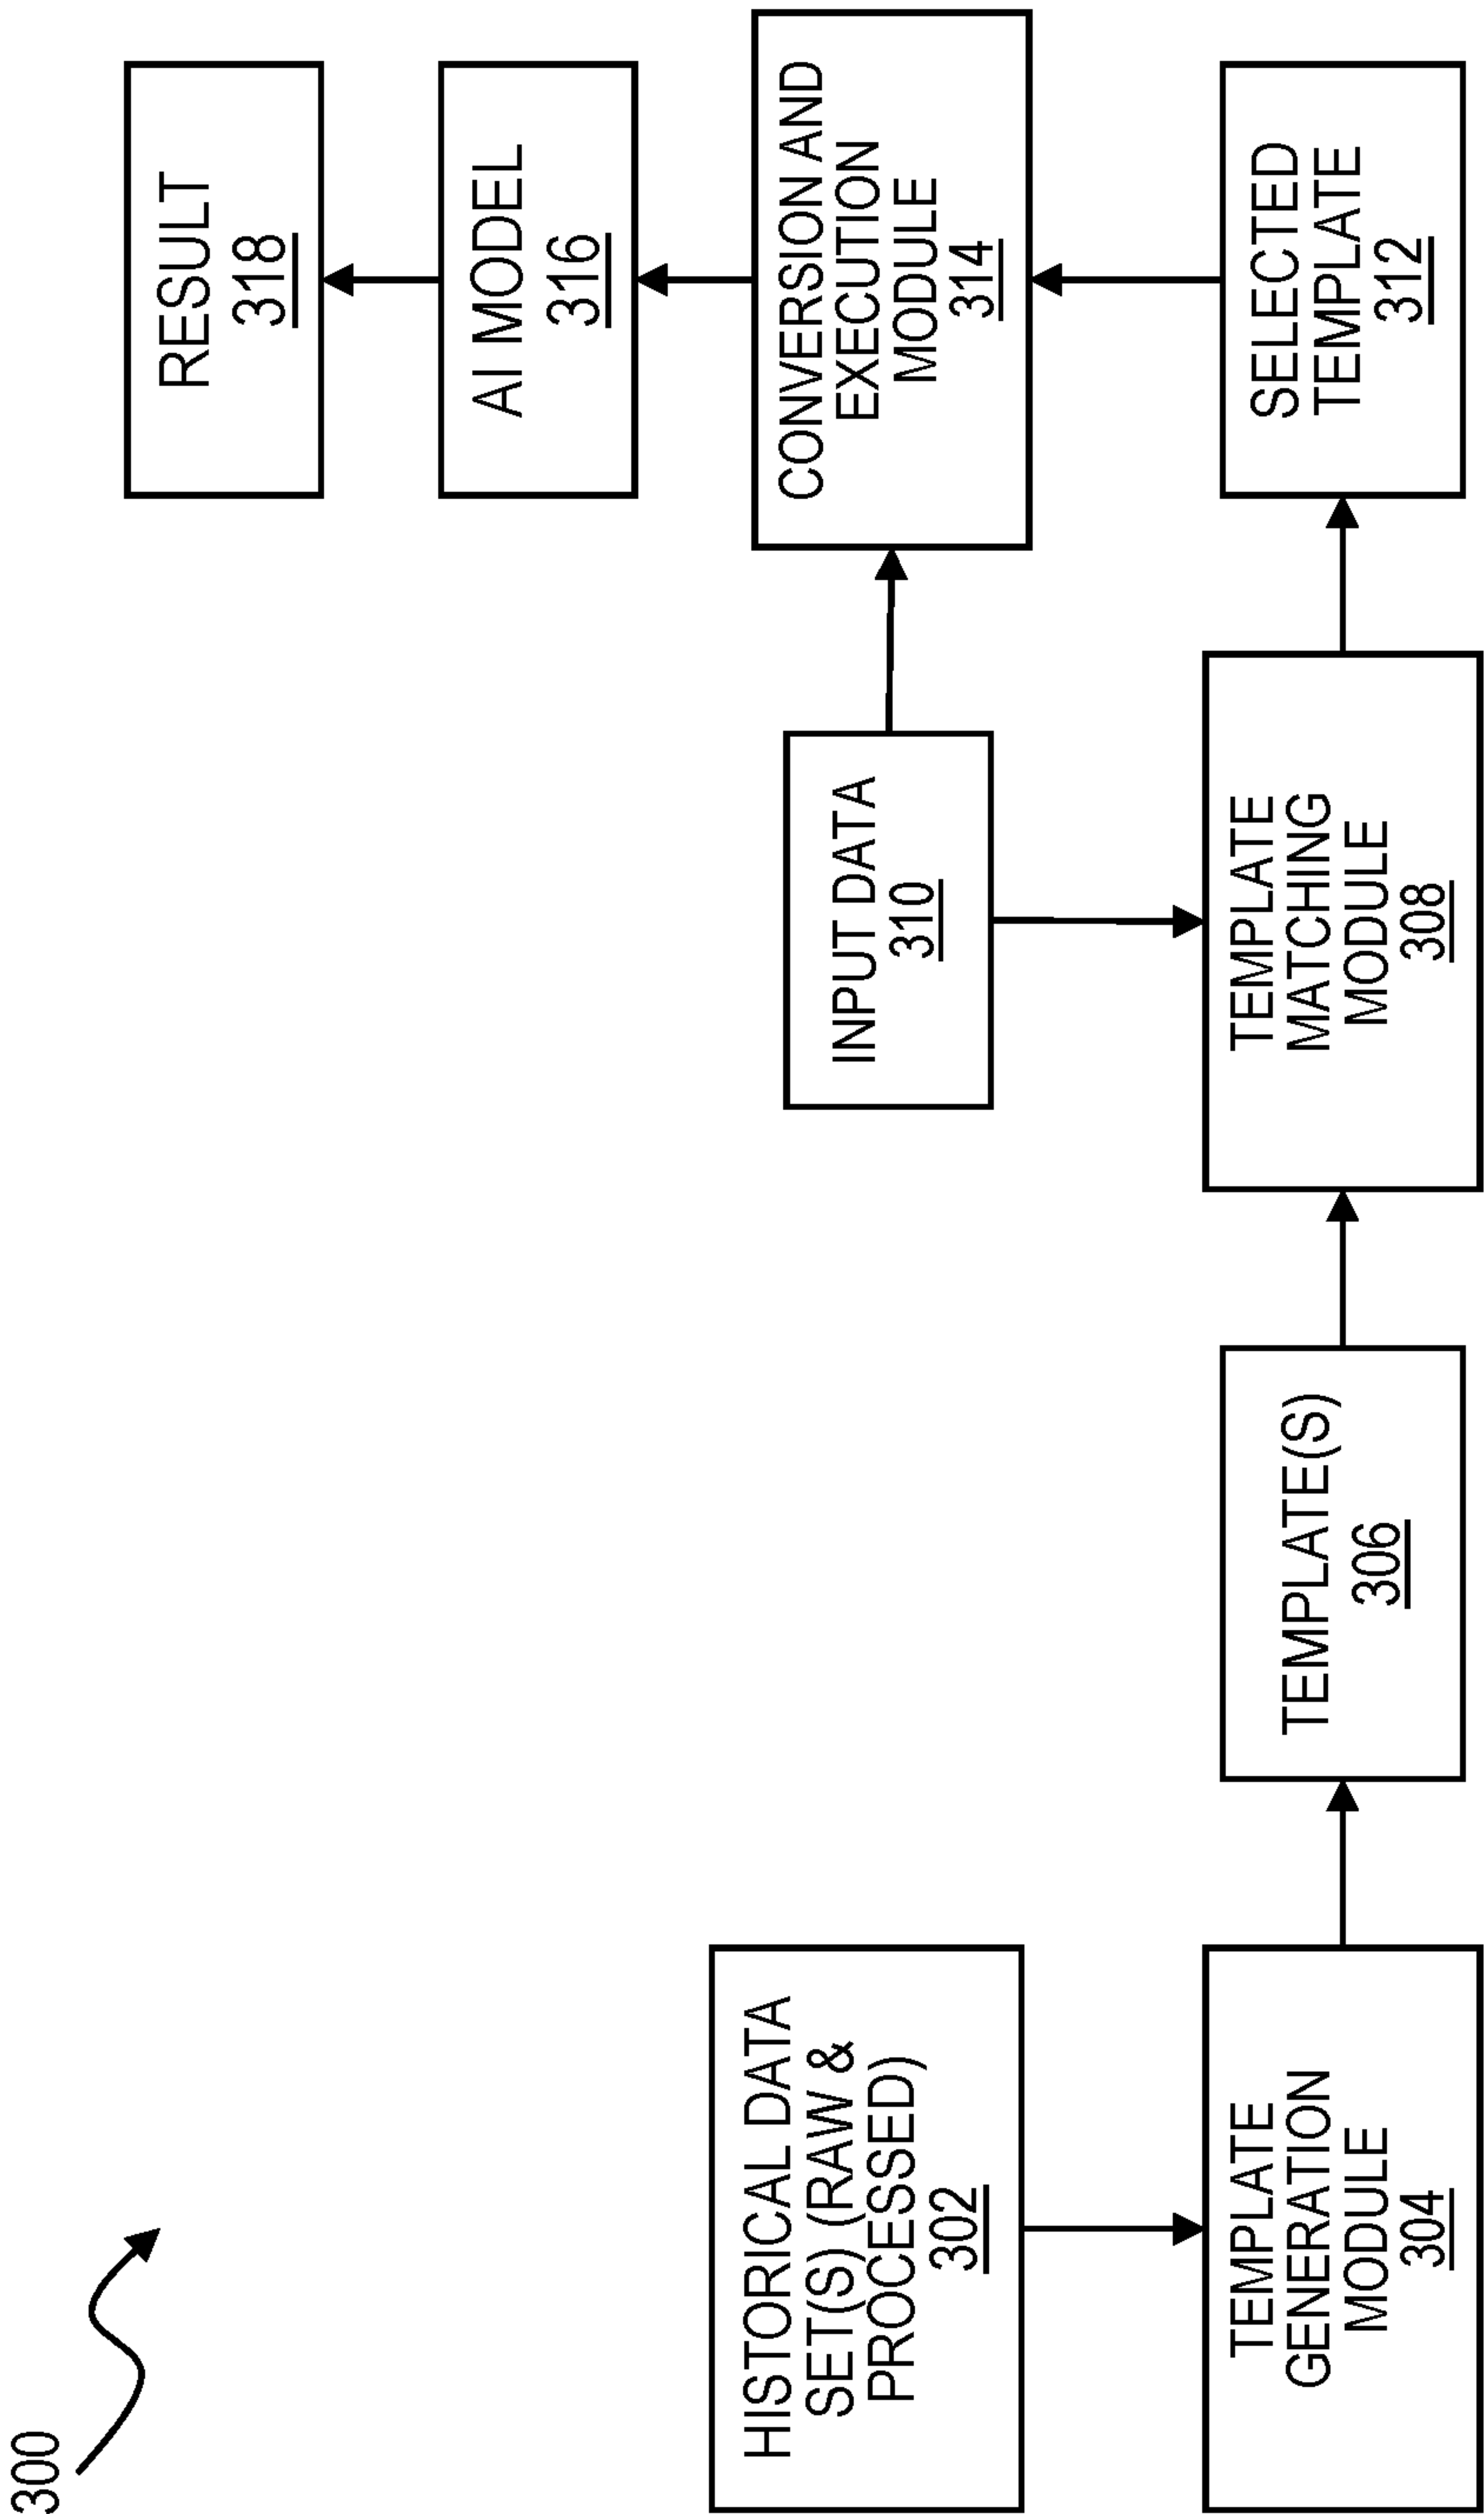 300
HISTORICAL DATA
SET(S) (RAW &
PROCESSED)
302
TEMPLATE
GENERATION
MODULE
304
TEMPLATE(S)
306
INPUT DATA
310
TEMPLATE
MATCHING
MODULE
308
RESULT
318
AI MODEL
316
CONVERSION AND
EXECUTION
MODULE
314
SELECTED
TEMPLATE
312